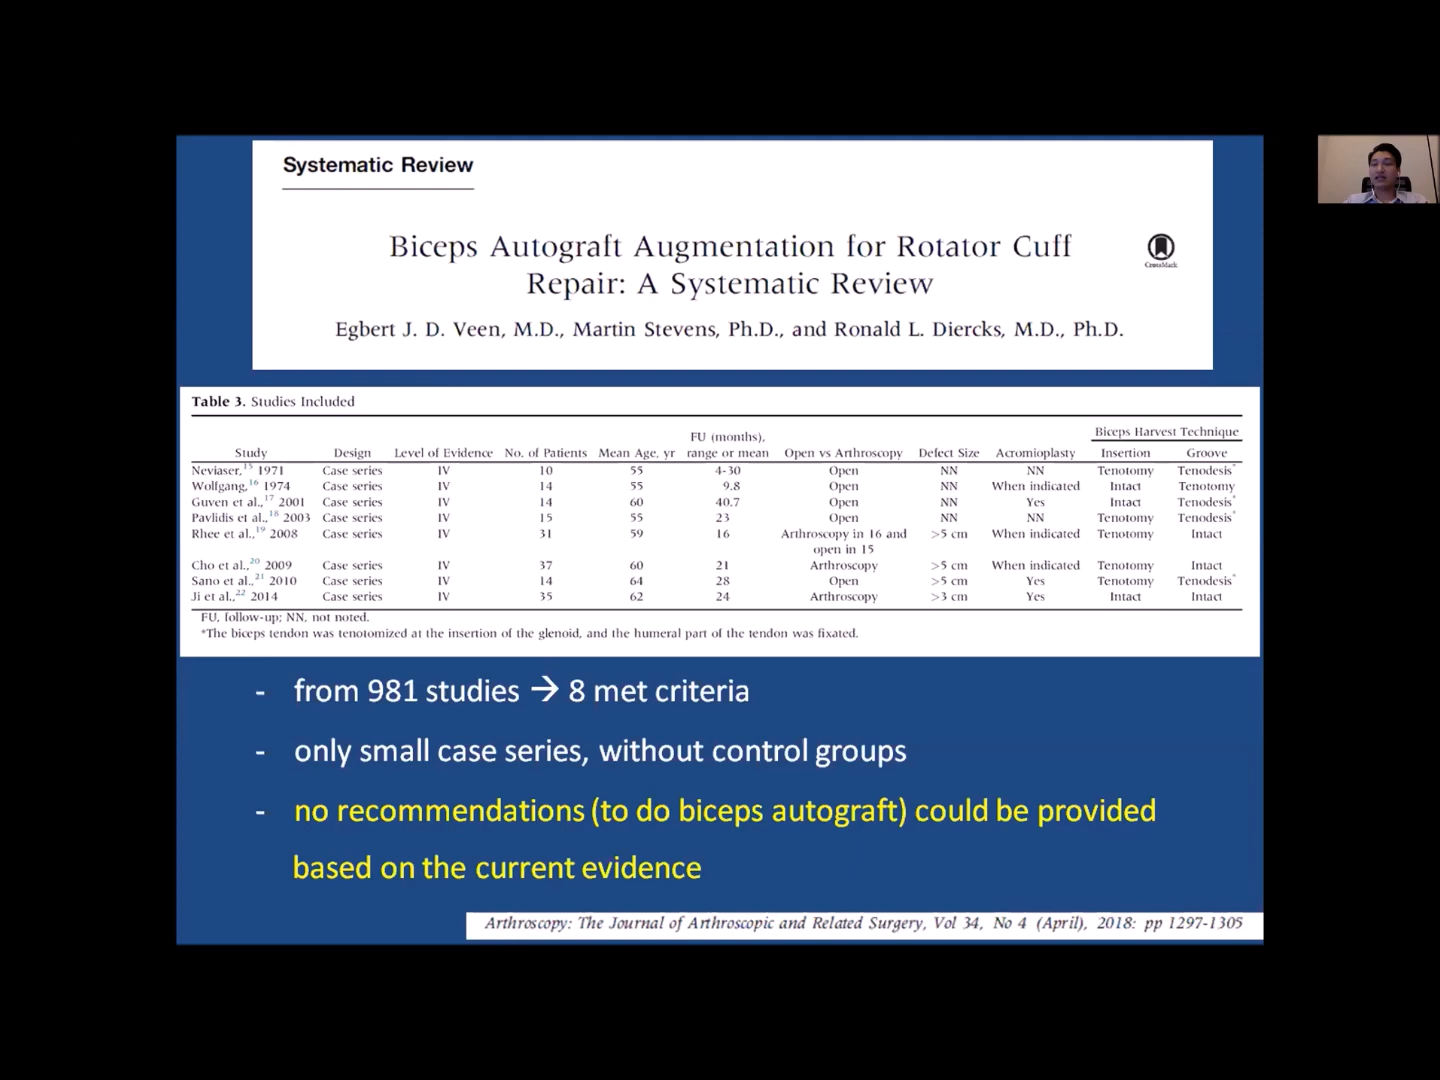 Systematic Review
Biceps Autograft Augmentation for Rotator Cuff
Repair: A Systematic Review
CrossMark
Egbert J. D. Veen, M.D., Martin Stevens, Ph.D., and Ronald L. Diercks, M.D., Ph.D.
Table 3. Studies Included
FU (months), Biceps Harvest Technique
Study Design Level of Evidence No. of Patients Mean Age, yr range or mean Open vs Arthroscopy Defect Size Acromioplasty Insertion Groove
Neviaser,15 1971 Case series IV 10 55 4-30 Open NN NN Tenotomy Tenodesis*
Wolfgang,16 1974 Case series IV 14 55 9.8 Open NN When indicated Intact Tenotomy
Guven et al.,17 2001 Case series IV 14 60 40.7 Open NN Yes Intact Tenodesis*
Pavlidis et al.,18 2003 Case series IV 15 55 23 Open NN NN Tenotomy Tenodesis*
Rhee et al.,19 2008 Case series IV 31 59 16 Arthroscopy in 16 and >5 cm When indicated Tenotomy Intact
open in 15
Cho et al.,20 2009 Case series IV 37 60 21 Arthroscopy >5 cm When indicated Tenotomy Intact
Sano et al.,21 2010 Case series IV 14 64 28 Open >5 cm Yes Tenotomy Tenodesis*
Ji et al.,22 2014 Case series IV 35 62 24 Arthroscopy >3 cm Yes Intact Intact
FU, follow-up; NN, not noted.
*The biceps tendon was tenotomized at the insertion of the glenoid, and the humeral part of the tendon was fixated.
- from 981 studies → 8 met criteria
- only small case series, without control groups
- no recommendations (to do biceps autograft) could be provided
based on the current evidence
Arthroscopy: The Journal of Arthroscopic and Related Surgery, Vol 34, No 4 (April), 2018: pp 1297-1305